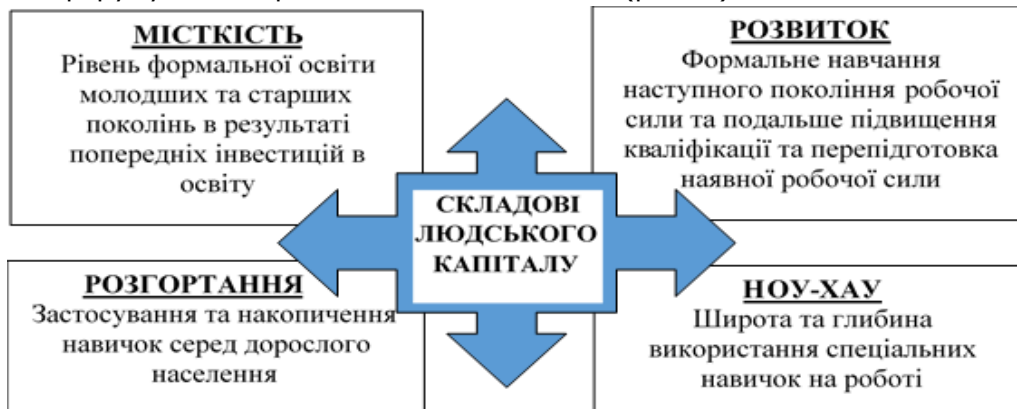 МІСТКІСТЬ
Рівень формальної освіти
молодших та старших
поколінь в результаті
попередніх інвестицій в
освіту
РОЗВИТОК
Формальне навчання
наступного покоління робочої
сили та подальше підвищення
кваліфікації та перепідготовка
наявної робочої сили
СКЛАДОВІ
ЛЮДСЬКОГО
КАПІТАЛУ
РОЗГОРТАННЯ
Застосування та накопичення
навичок серед дорослого
населення
НОУ-ХАУ
Широта та глибина
використання спеціальних
навичок на роботі